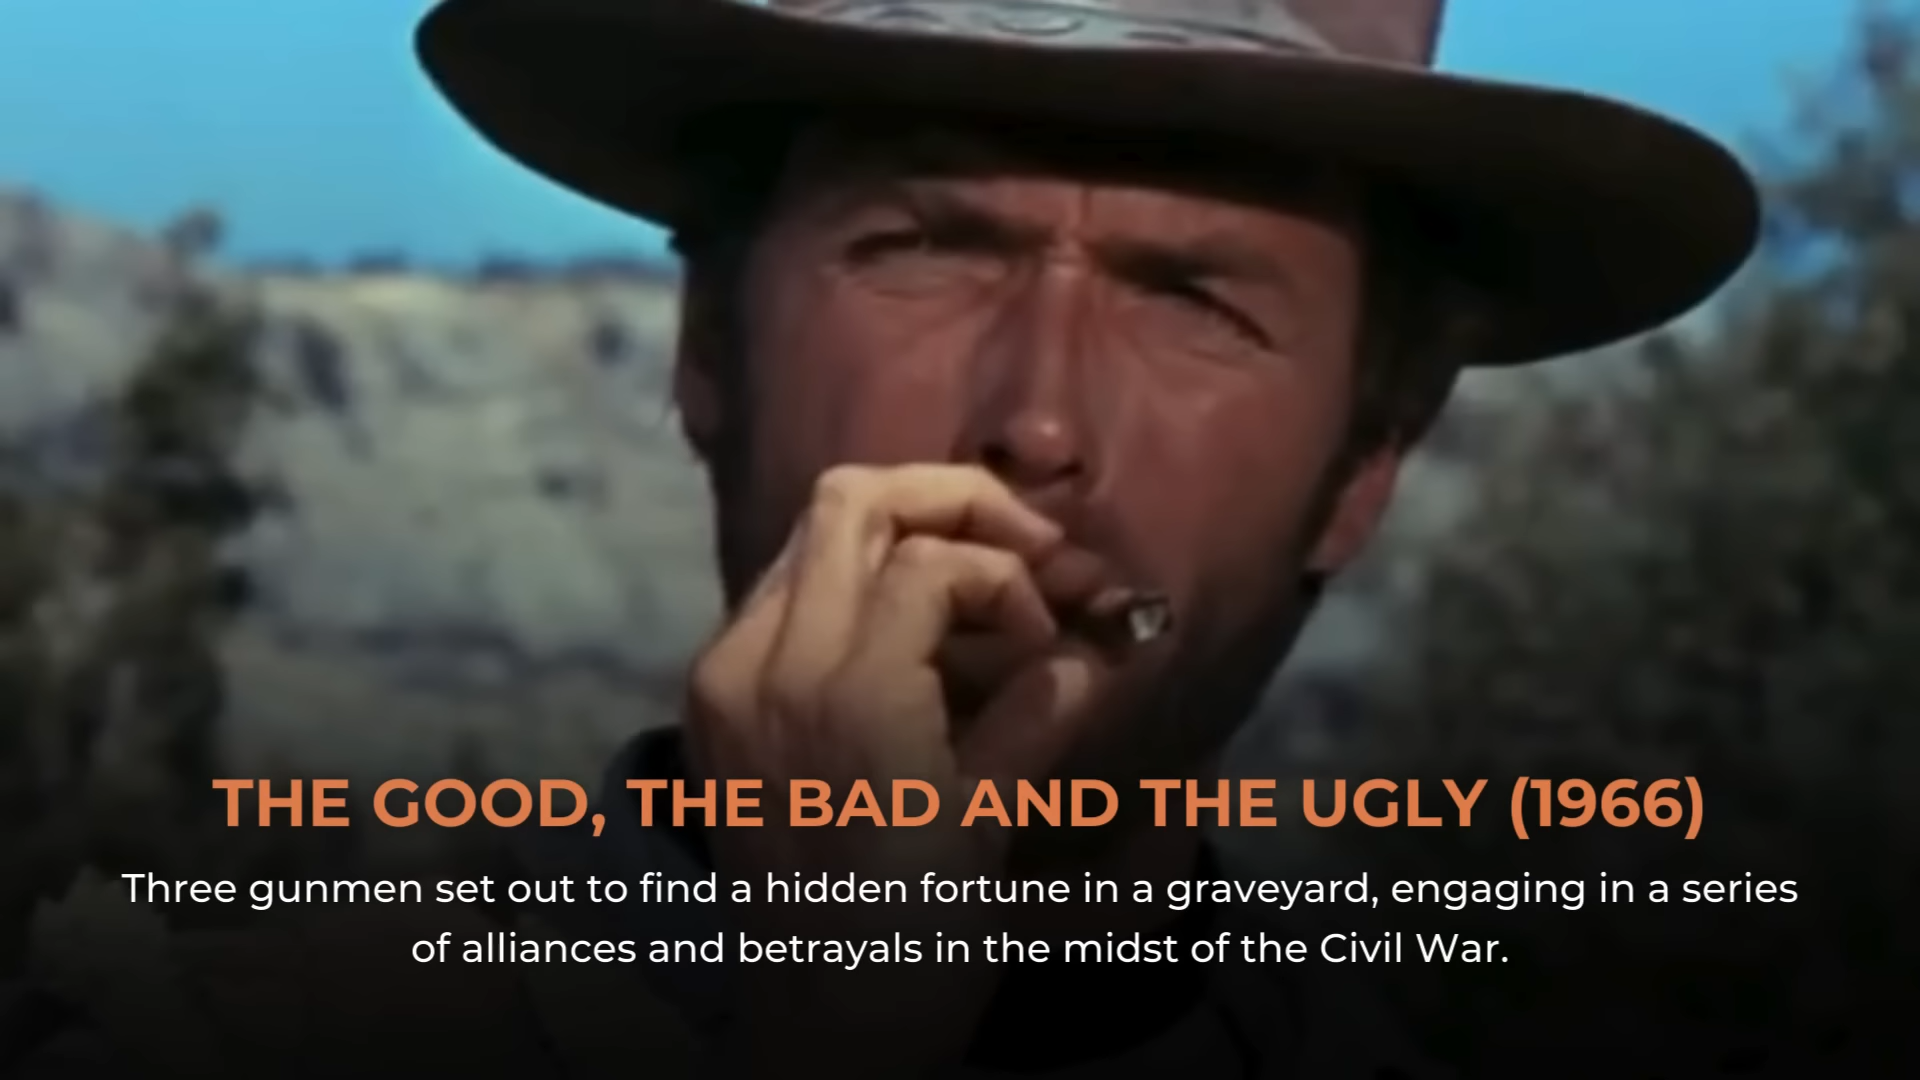 THE GOOD, THE BAD AND THE UGLY (1966)
Three gunmen set out to find a hidden fortune in a graveyard, engaging in a series
of alliances and betrayals in the midst of the Civil War.